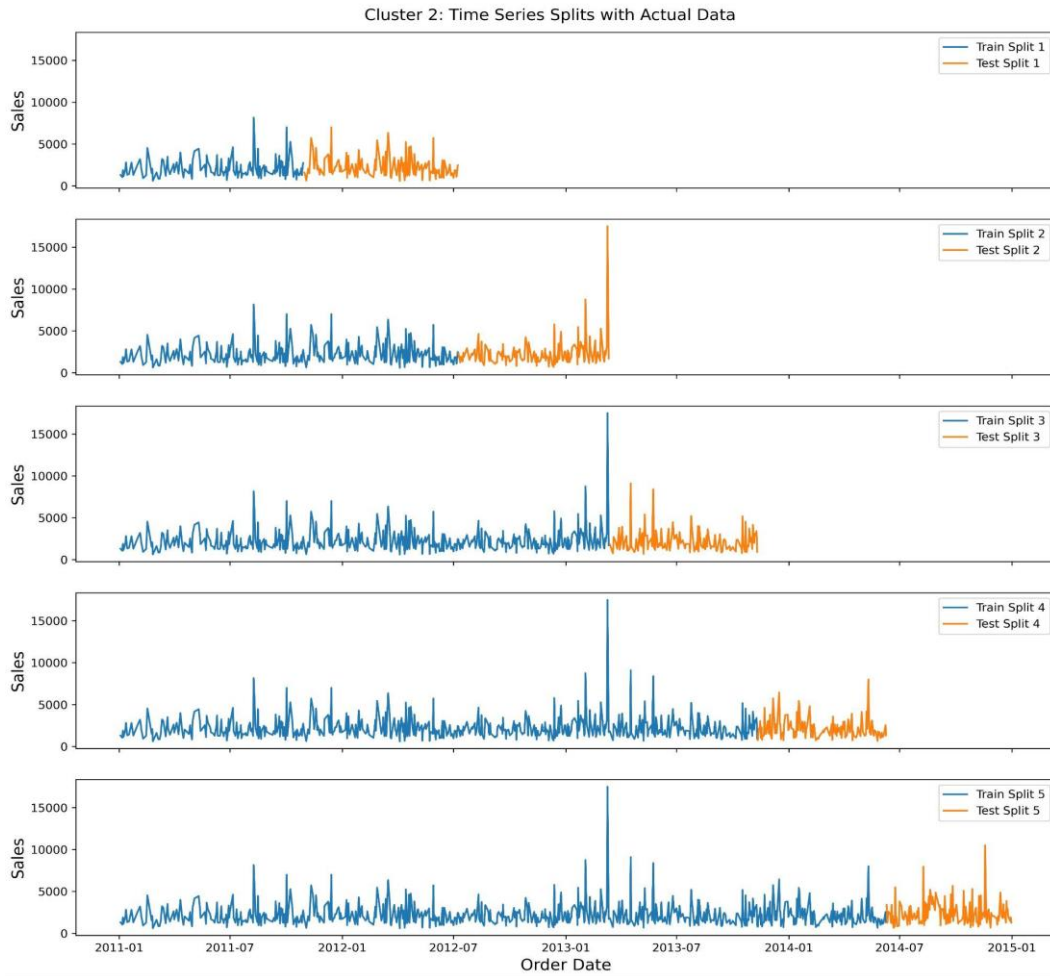 Cluster 2: Time Series Splits with Actual Data
Sales
15000
10000
5000
0
Train Split 1
Test Split 1
Sales
15000
10000
5000
0
Train Split 2
Test Split 2
Sales
15000
10000
5000
0
Train Split 3
Test Split 3
Sales
15000
10000
5000
0
Train Split 4
Test Split 4
Sales
15000
10000
5000
0
Train Split 5
Test Split 5
2011-01 2011-07 2012-01 2012-07 2013-01 2013-07 2014-01 2014-07 2015-01
Order Date